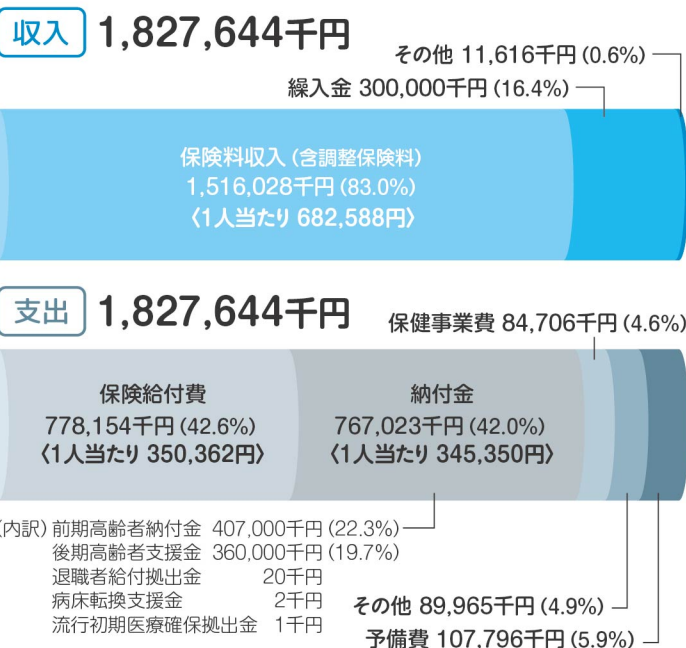 収入 1,827,644千円
その他 11,616千円(0.6%)
繰入金 300,000千円(16.4%)
保険料収入(含調整保険料)
1,516,028千円(83.0%)
〈1人当たり 682,588円〉
支出 1,827,644千円
保健事業費 84,706千円(4.6%)
保険給付費
778,154千円(42.6%)
〈1人当たり 350,362円〉
納付金
767,023千円(42.0%)
〈1人当たり 345,350円〉
(内訳) 前期高齢者納付金 407,000千円(22.3%)
後期高齢者支援金 360,000千円(19.7%)
退職者給付拠出金 20千円
病床転換支援金 2千円
流行初期医療確保拠出金 1千円
その他 89,965千円(4.9%)
予備費 107,796千円(5.9%)